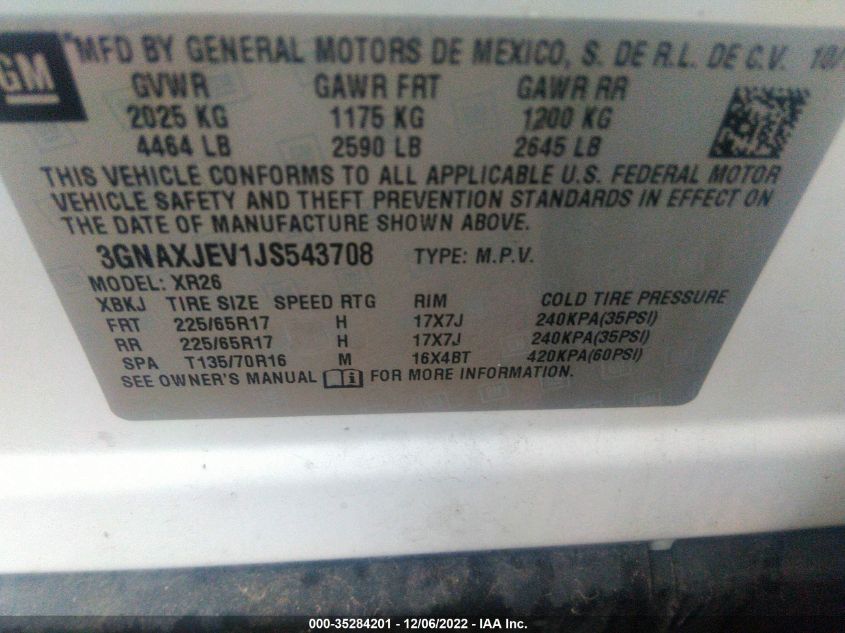 GM
MFD BY GENERAL MOTORS DE MEXICO, S. DE R.L. DE C.V. 10/
GVWR GAWR FRT GAWR RR
2025 KG 1175 KG 1200 KG
4464 LB 2590 LB 2645 LB
THIS VEHICLE CONFORMS TO ALL APPLICABLE U.S. FEDERAL MOTOR
VEHICLE SAFETY AND THEFT PREVENTION STANDARDS IN EFFECT ON
THE DATE OF MANUFACTURE SHOWN ABOVE.
3GNAXJEV1JS543708 TYPE: M.P.V.
MODEL: XR26
XBKJ TIRE SIZE SPEED RTG RIM COLD TIRE PRESSURE
FRT 225/65R17 H 17X7J 240KPA(35PSI)
RR 225/65R17 H 17X7J 240KPA(35PSI)
SPA T135/70R16 M 16X4BT 420KPA(60PSI)
SEE OWNER'S MANUAL FOR MORE INFORMATION.
000-35284201 - 12/06/2022 - IAA Inc.